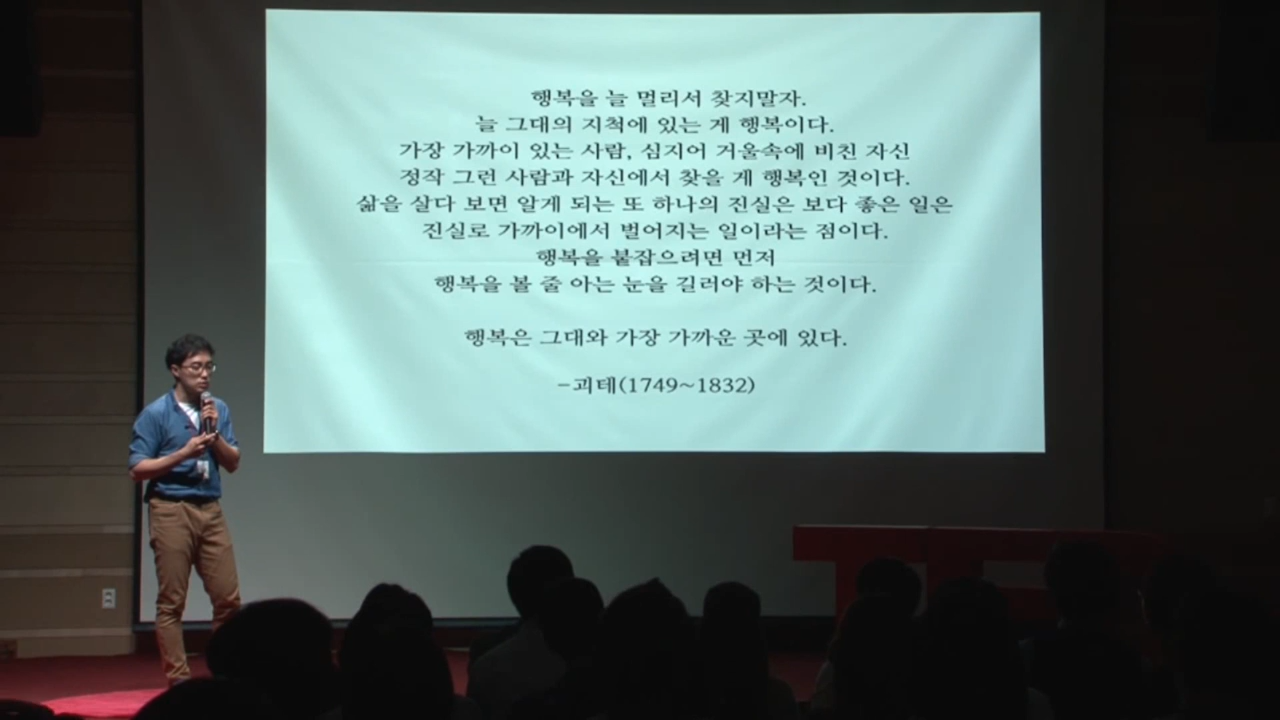 행복을 늘 멀리서 찾지말자.
늘 그대의 지척에 있는 게 행복이다.
가장 가까이 있는 사람, 심지어 거울속에 비친 자신
정작 그런 사람과 자신에서 찾을 게 행복인 것이다.
삶을 살다 보면 알게 되는 또 하나의 진실은 보다 좋은 일은
진실로 가까이에서 벌어지는 일이라는 점이다.
행복을 붙잡으려면 먼저
행복을 볼 줄 아는 눈을 길러야 하는 것이다.
행복은 그대와 가장 가까운 곳에 있다.
-괴테(1749~1832)